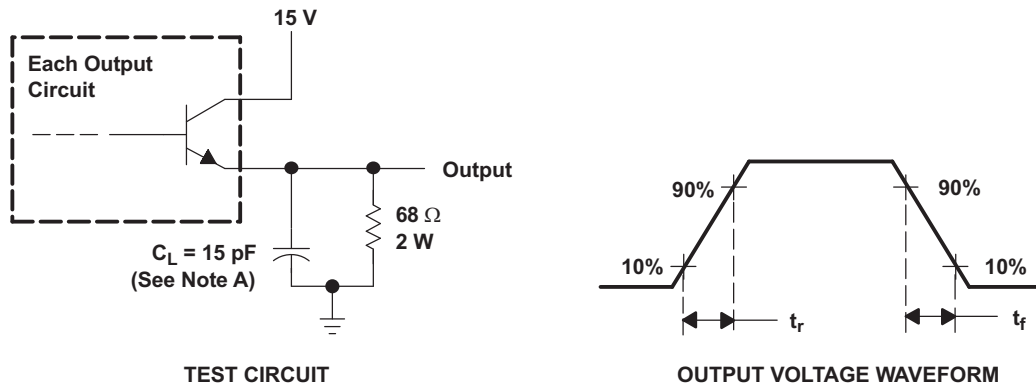 15 V
Each Output
Circuit
Output
68 Ω
2 W
C_L = 15 pF
(See Note A)
TEST CIRCUIT
90%
90%
10%
10%
t_r
t_f
OUTPUT VOLTAGE WAVEFORM